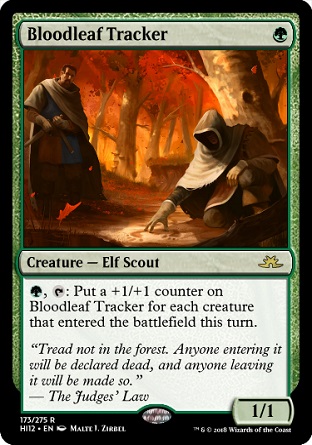 Bloodleaf Tracker
Creature — Elf Scout
, : Put a +1/+1 counter on
Bloodleaf Tracker for each creature
that entered the battlefield this turn.
“Tread not in the forest. Anyone entering it
will be declared dead, and anyone leaving
it will be made so.”
— The Judges’ Law
1/1
173/275 R
HI12 • EN Malte J. Zirbel
™ & © 2018 Wizards of the Coast